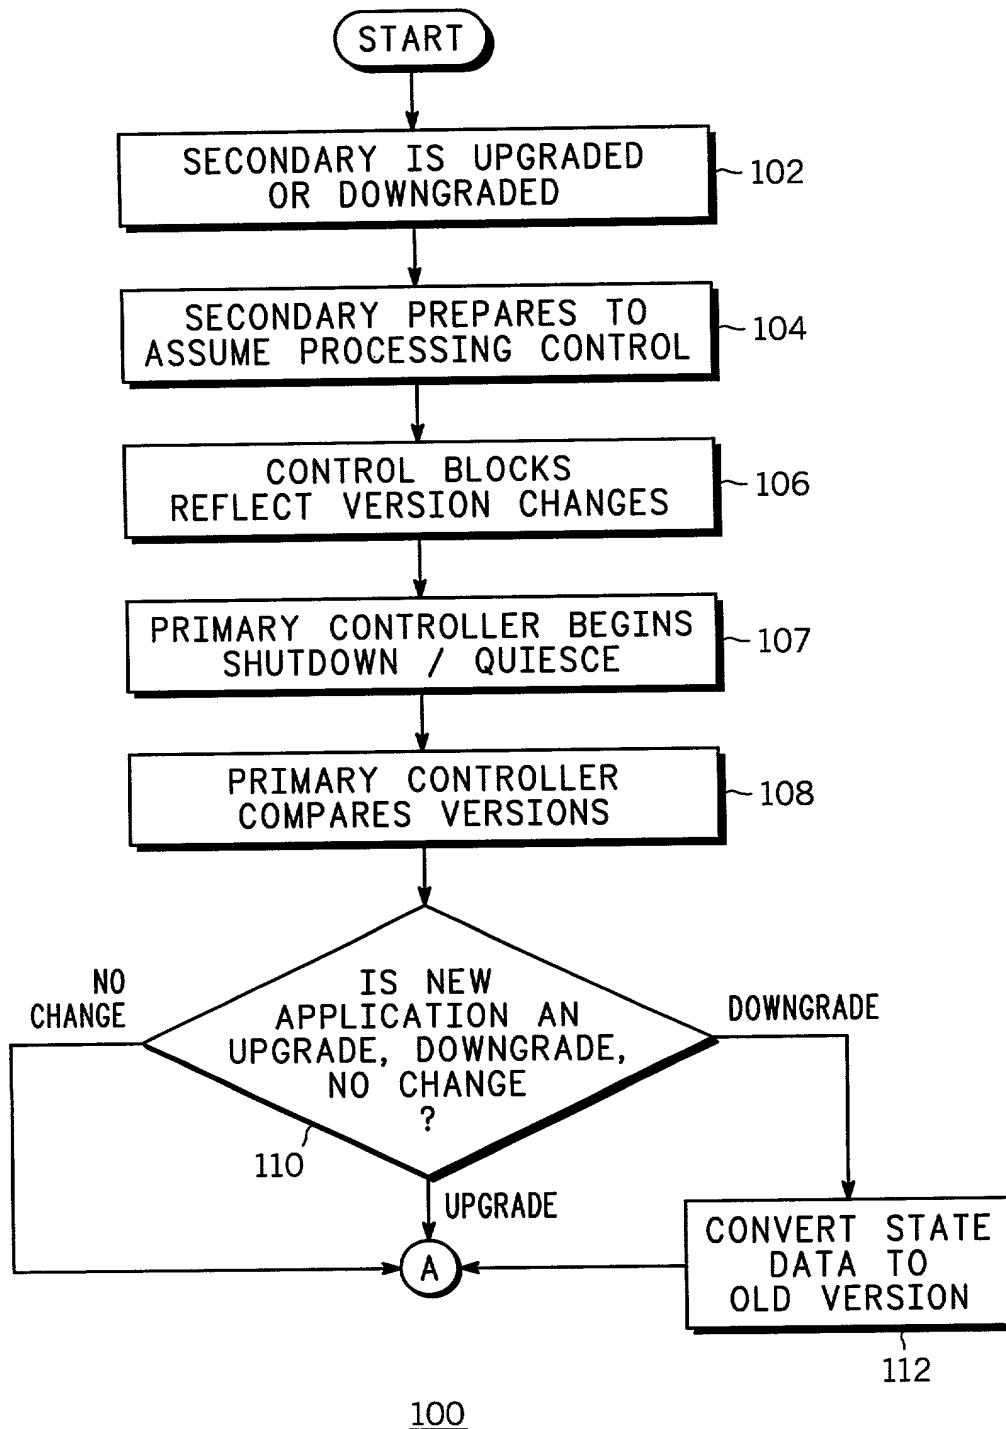 START
SECONDARY IS UPGRADED
OR DOWNGRADED
102
SECONDARY PREPARES TO
ASSUME PROCESSING CONTROL
104
CONTROL BLOCKS
REFLECT VERSION CHANGES
106
PRIMARY CONTROLLER BEGINS
SHUTDOWN / QUIESCE
107
PRIMARY CONTROLLER
COMPARES VERSIONS
108
NO
CHANGE
IS NEW
APPLICATION AN
UPGRADE, DOWNGRADE,
NO CHANGE
?
DOWNGRADE
110
UPGRADE
A
CONVERT STATE
DATA TO
OLD VERSION
112
100